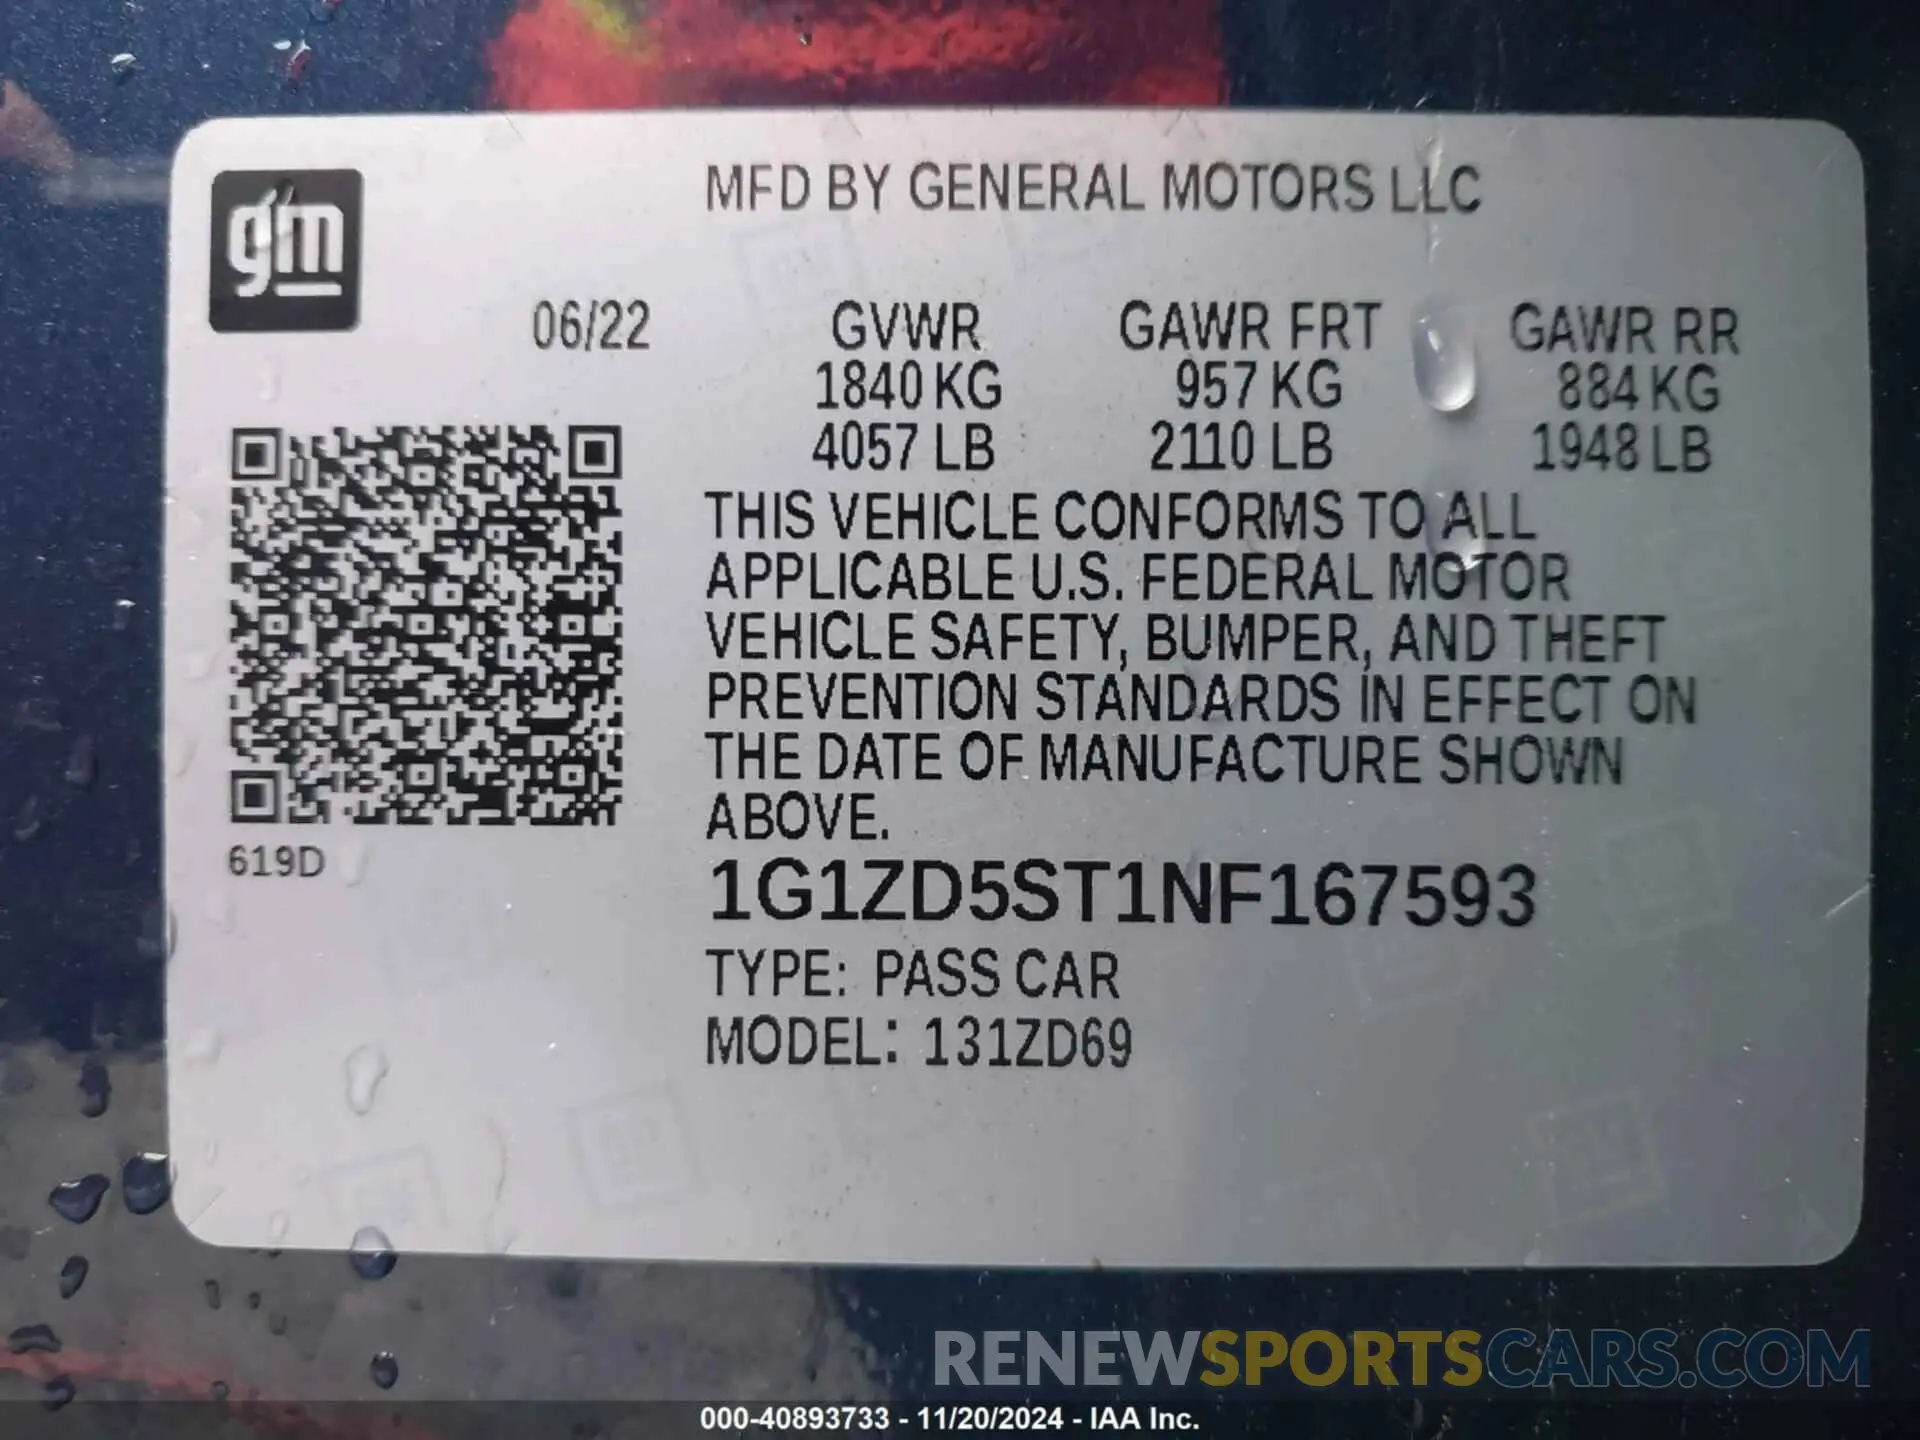 gm
MFD BY GENERAL MOTORS LLC
06/22 GVWR GAWR FRT GAWR RR
1840 KG 957 KG 884 KG
4057 LB 2110 LB 1948 LB
THIS VEHICLE CONFORMS TO ALL
APPLICABLE U.S. FEDERAL MOTOR
VEHICLE SAFETY, BUMPER, AND THEFT
PREVENTION STANDARDS IN EFFECT ON
THE DATE OF MANUFACTURE SHOWN
ABOVE.
619D
1G1ZD5ST1NF167593
TYPE: PASS CAR
MODEL: 131ZD69
RENEWSPORTSCARS.COM
000-40893733 - 11/20/2024 - IAA Inc.